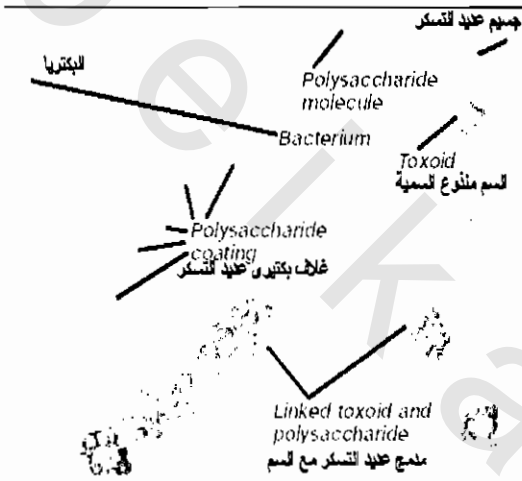 جسيم عديد التسكر
البكتريا
Polysaccharide
molecule
Bacterium
Toxoid
السم منذوع السمية
Polysaccharide
coating
غلاف بكتيرى عديد التسكر
Linked toxoid and
polysaccharide
مدمج عديد التسكر مع السم